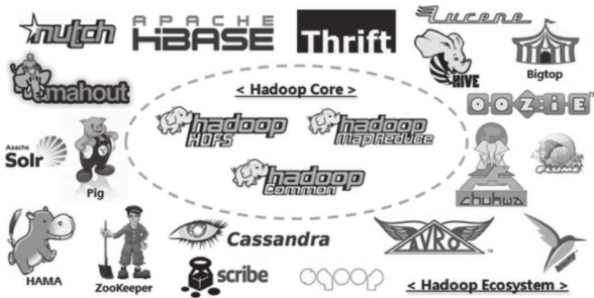 nutch
APACHE
HBASE
Thrift
Lucene
HIVE
Bigtop
mahout
< Hadoop Core >
OOZIE
hadoop
HDFS
hadoop
MapReduce
hadoop
Common
Apache
Solr
Pig
FLUME
chukwa
HAMA
ZooKeeper
Cassandra
scribe
sqoop
AVRO
TM
< Hadoop Ecosystem >